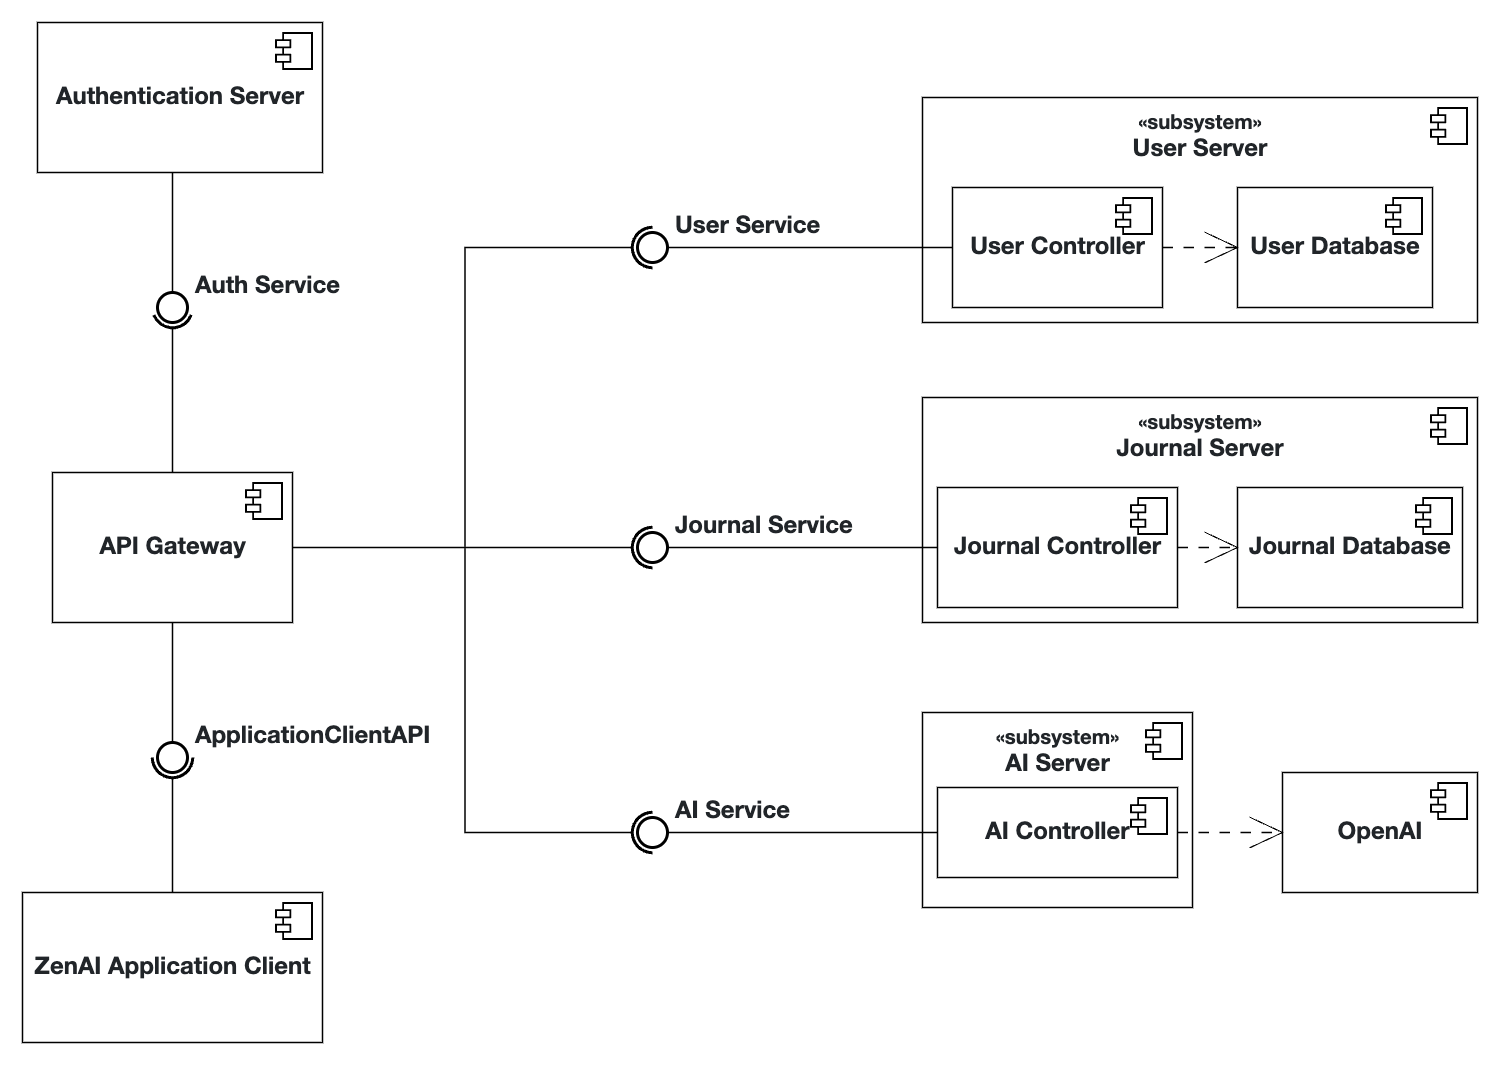 Authentication Server
Auth Service
API Gateway
ApplicationClientAPI
ZenAI Application Client
User Service
«subsystem»
User Server
User Controller
User Database
Journal Service
«subsystem»
Journal Server
Journal Controller
Journal Database
AI Service
«subsystem»
AI Server
AI Controller
OpenAI